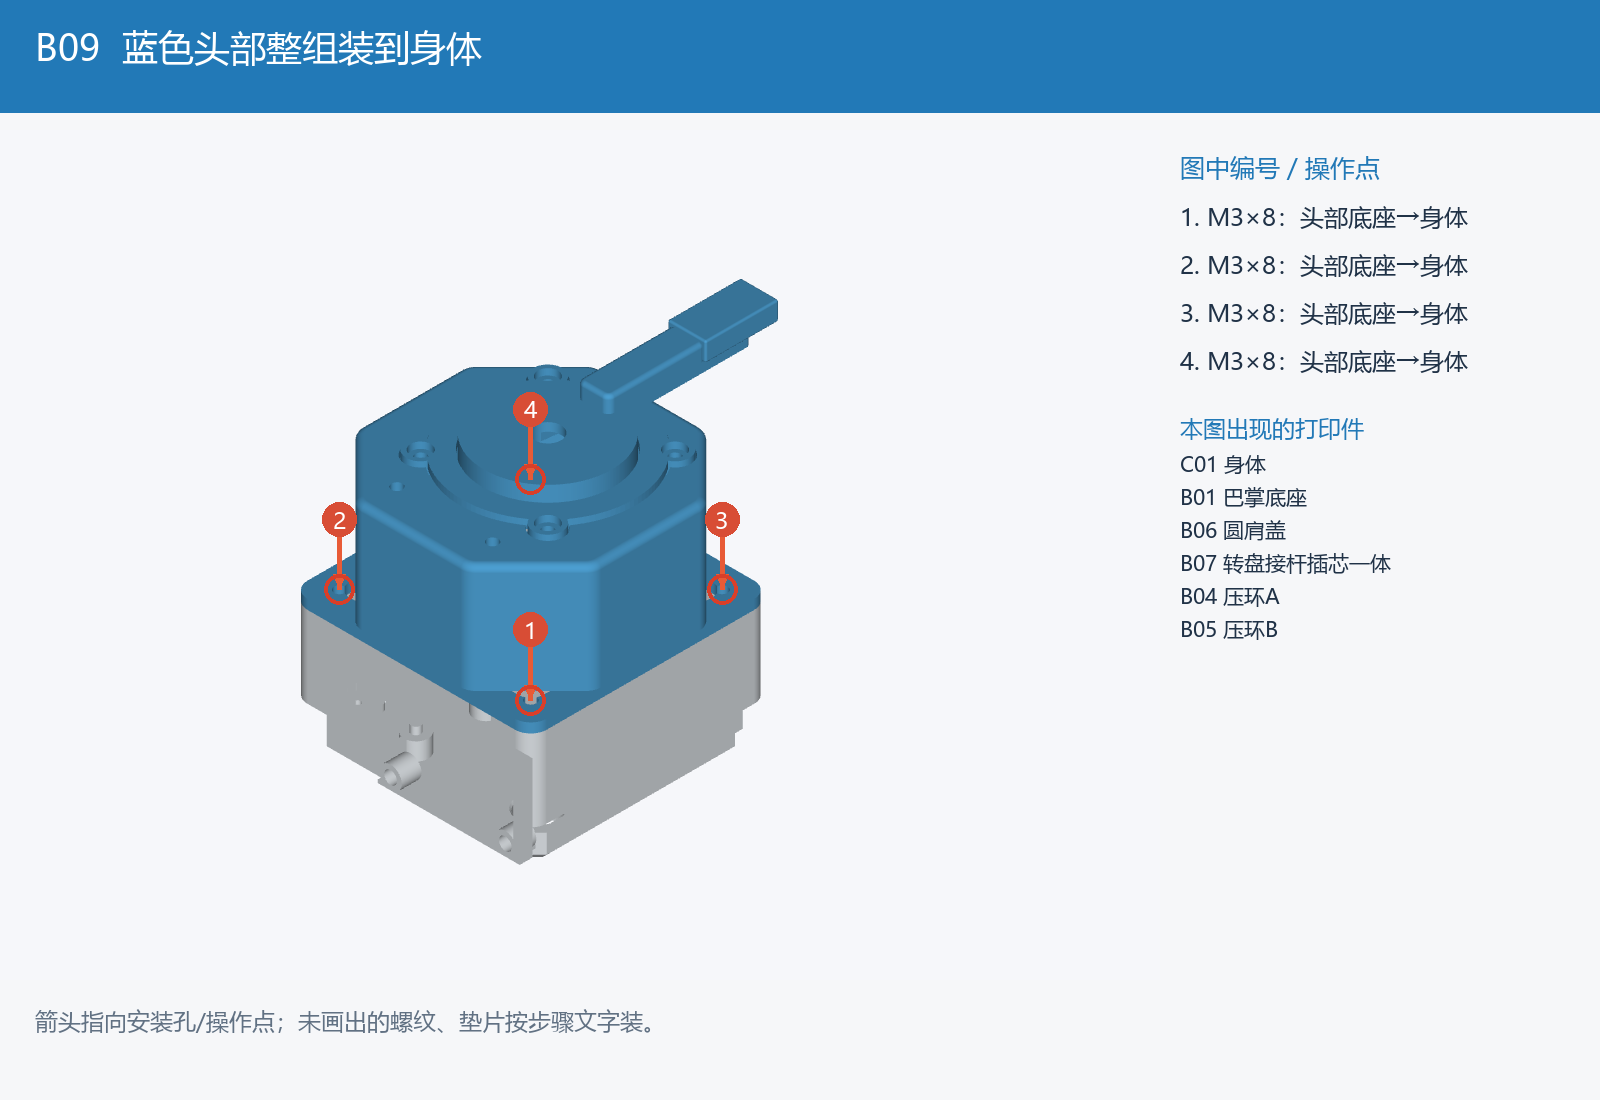 B09 蓝色头部整组装到身体
图中编号 / 操作点
1. M3×8：头部底座→身体
2. M3×8：头部底座→身体
3. M3×8：头部底座→身体
4. M3×8：头部底座→身体
本图出现的打印件
C01 身体
B01 巴掌底座
B06 圆肩盖
B07 转盘接杆插芯一体
B04 压环A
B05 压环B
4
2
3
1
箭头指向安装孔/操作点；未画出的螺纹、垫片按步骤文字装。